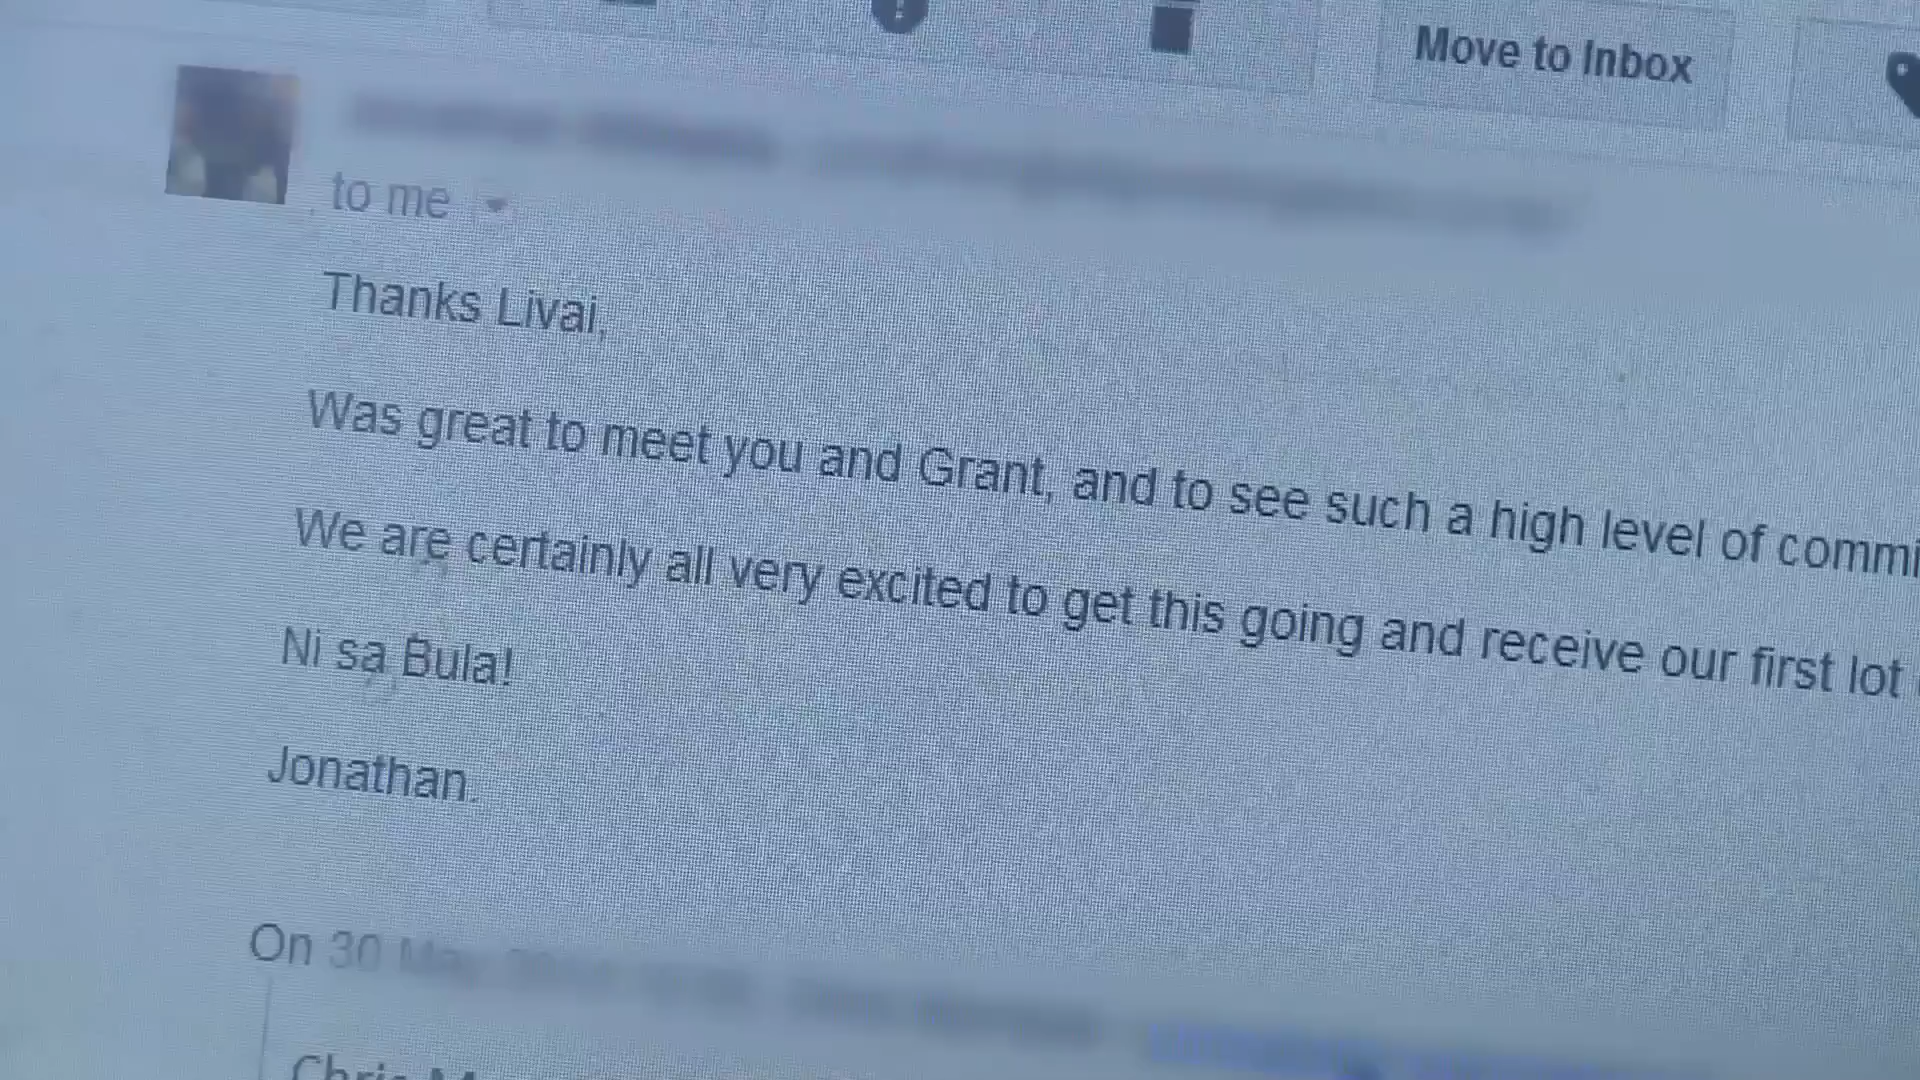 Move to Inbox
to me
Thanks Livai,
Was great to meet you and Grant, and to see such a high level of commi
We are certainly all very excited to get this going and receive our first lot
Ni sa Bula!
Jonathan.
On 30 May
Chris M